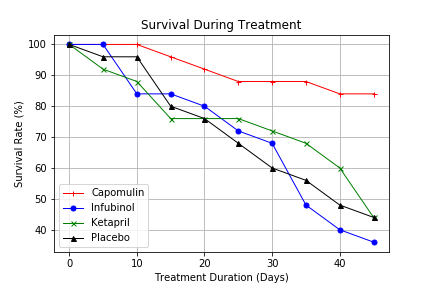 Survival During Treatment
Survival Rate (%)
100
90
80
70
60
50
40
Capomulin
Infubinol
Ketapril
Placebo
0 10 20 30 40
Treatment Duration (Days)